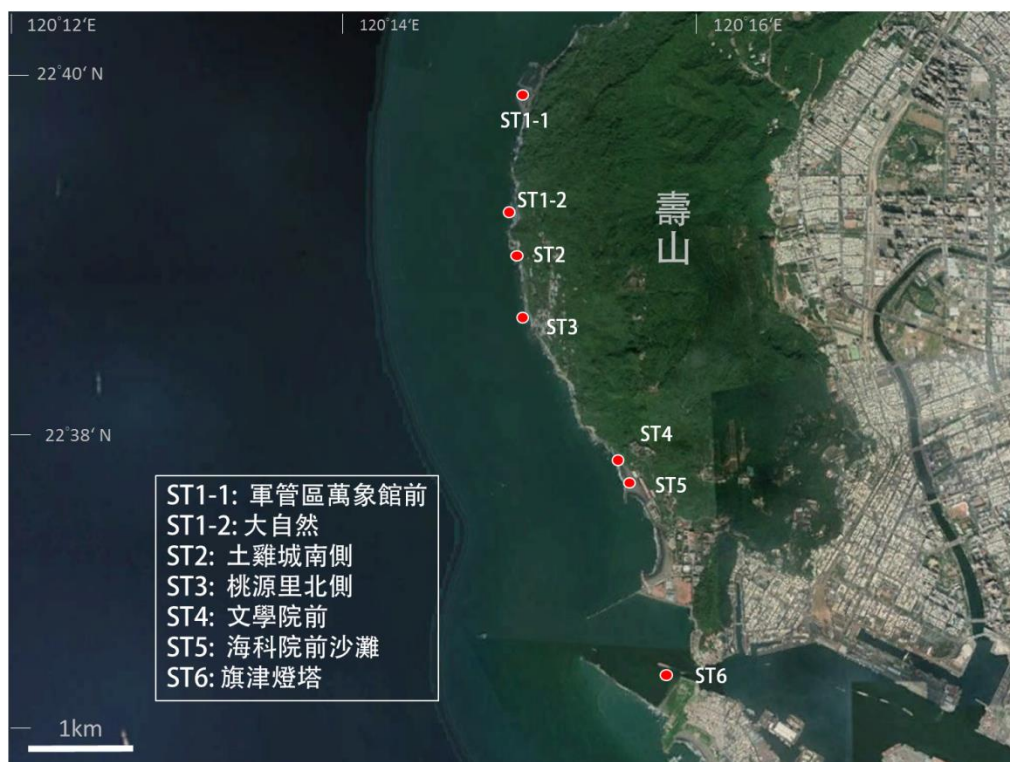 120°12'E
120°14'E
120°16'E
22°40' N
ST1-1
ST1-2
壽山
ST2
ST3
22°38' N
ST4
ST5
ST1-1: 軍管區萬象館前
ST1-2: 大自然
ST2: 土雞城南側
ST3: 桃源里北側
ST4: 文學院前
ST5: 海科院前沙灘
ST6: 旗津燈塔
ST6
1km